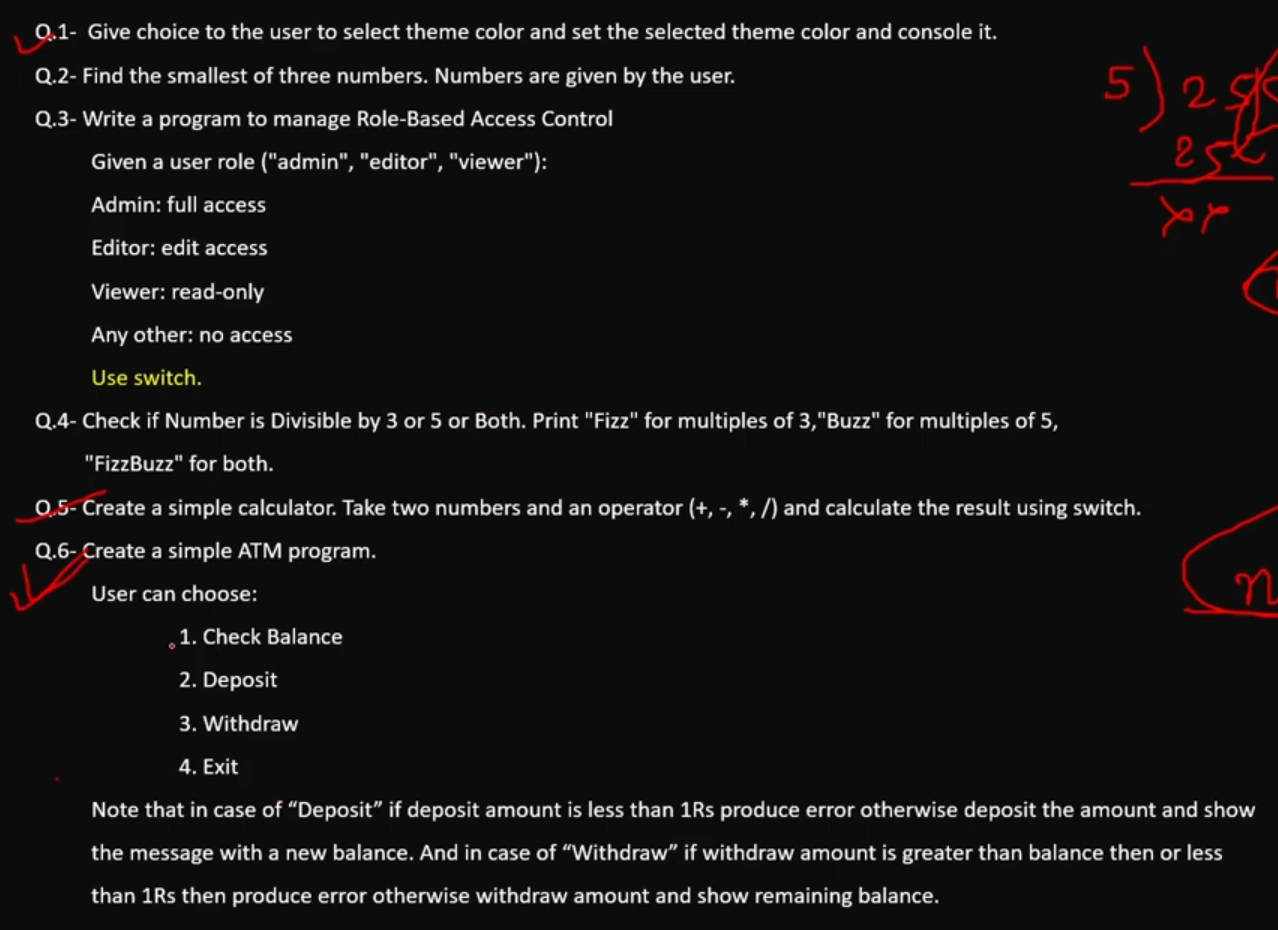 Q.1- Give choice to the user to select theme color and set the selected theme color and console it.
Q.2- Find the smallest of three numbers. Numbers are given by the user.
Q.3- Write a program to manage Role-Based Access Control
Given a user role ("admin", "editor", "viewer"):
Admin: full access
Editor: edit access
Viewer: read-only
Any other: no access
Use switch.
Q.4- Check if Number is Divisible by 3 or 5 or Both. Print "Fizz" for multiples of 3,"Buzz" for multiples of 5,
"FizzBuzz" for both.
Q.5- Create a simple calculator. Take two numbers and an operator (+, -, *, /) and calculate the result using switch.
Q.6- Create a simple ATM program.
User can choose:
1. Check Balance
2. Deposit
3. Withdraw
4. Exit
Note that in case of “Deposit” if deposit amount is less than 1Rs produce error otherwise deposit the amount and show
the message with a new balance. And in case of “Withdraw” if withdraw amount is greater than balance then or less
than 1Rs then produce error otherwise withdraw amount and show remaining balance.
5) 25
25
n